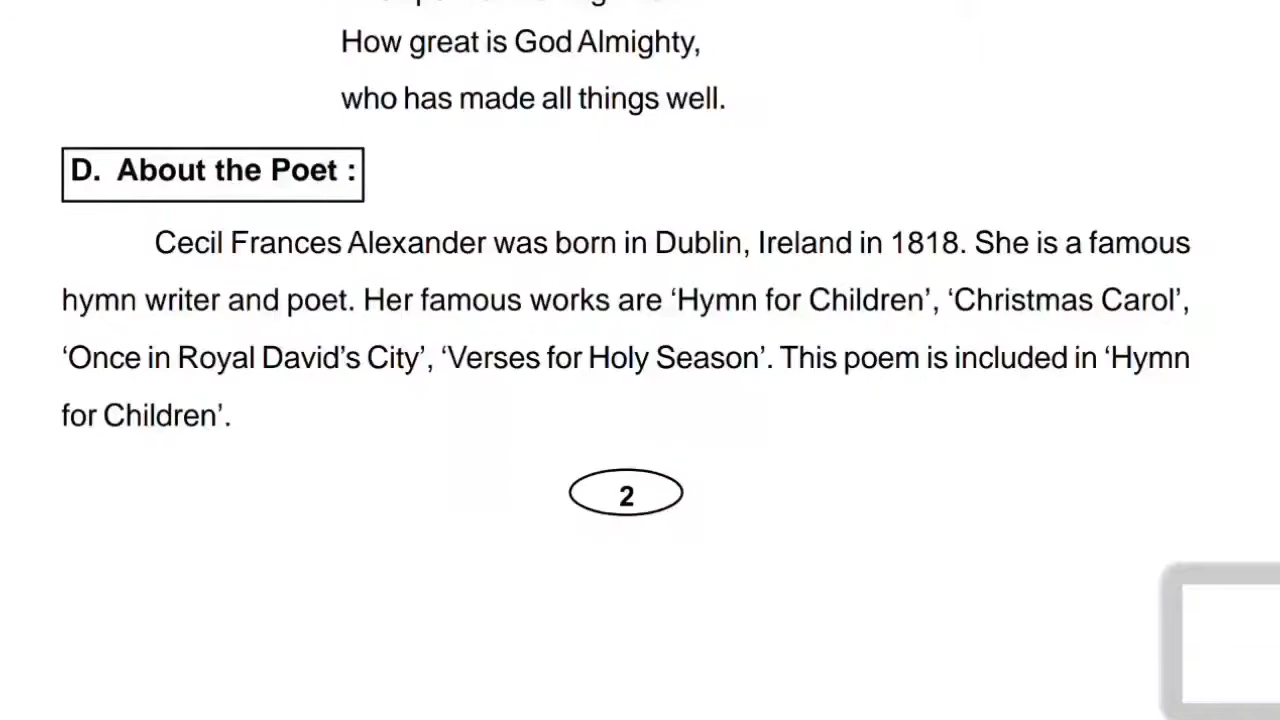 How great is God Almighty,
who has made all things well.
D. About the Poet :
Cecil Frances Alexander was born in Dublin, Ireland in 1818. She is a famous
hymn writer and poet. Her famous works are ‘Hymn for Children’, ‘Christmas Carol’,
‘Once in Royal David’s City’, ‘Verses for Holy Season’. This poem is included in ‘Hymn
for Children’.
2